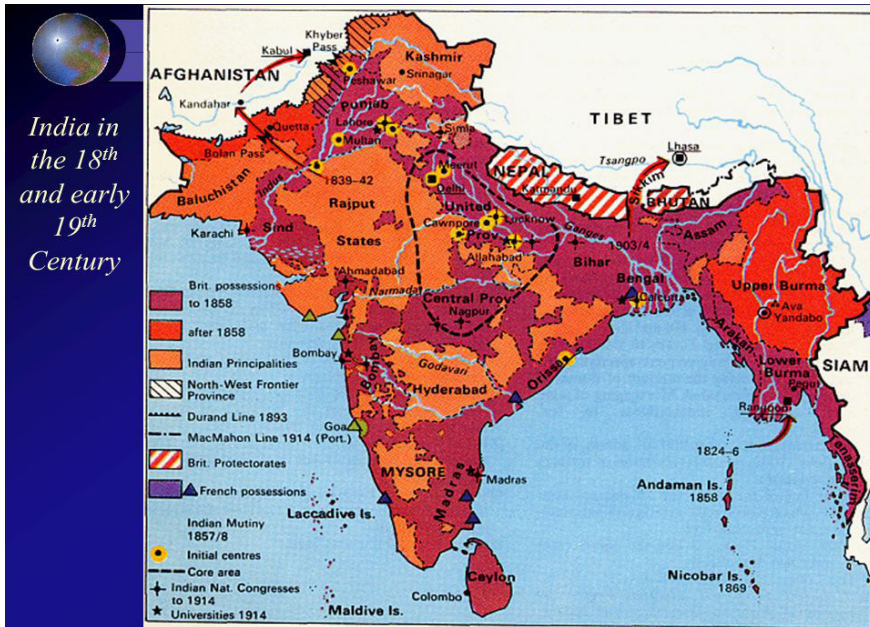 India in
the 18th
and early
19th
Century
Brit. possessions
to 1858
after 1858
Indian Principalities
North-West Frontier
Province
Durand Line 1893
MacMahon Line 1914 (Port.)
Brit. Protectorates
French possessions
Indian Mutiny
1857/8
Initial centres
Core area
Indian Nat. Congresses
to 1914
Universities 1914
Khyber
Pass
Kabul
AFGHANISTAN
Kandahar
Peshawar
Kashmir
Srinagar
Punjab
Lahore
Simla
Multan
Quetta
Bolan Pass
Baluchistan
Indus
1839–42
Karachi
Sind
Rajput
States
Meerut
Delhi
TIBET
Tsangpo
Lhasa
NEPAL
Katmandu
Sikkim
BHUTAN
United
Prov.
Lucknow
Cawnpore
Allahabad
Ganges
1903/4
Assam
Bihar
Bengal
Calcutta
Ahmadabad
Narmada
Central Prov.
Nagpur
Upper Burma
Ava
Yandabo
Arakan
Lower
Burma
Pegu
Rangoon
SIAM
Tenasserim
1824–6
Bombay
Bombay
Godavari
Hyderabad
Orissa
Goa
MYSORE
Madras
Madras
Laccadive Is.
Andaman Is.
1858
Nicobar Is.
1869
Ceylon
Colombo
Maldive Is.